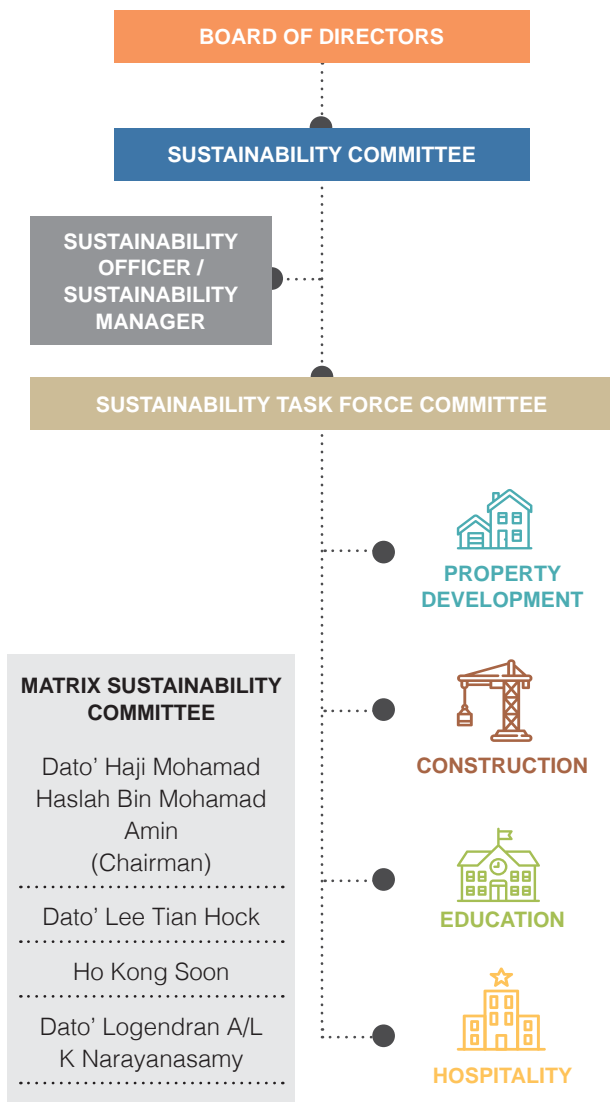 BOARD OF DIRECTORS
SUSTAINABILITY COMMITTEE
SUSTAINABILITY
OFFICER /
SUSTAINABILITY
MANAGER
SUSTAINABILITY TASK FORCE COMMITTEE
PROPERTY
DEVELOPMENT
CONSTRUCTION
EDUCATION
HOSPITALITY
MATRIX SUSTAINABILITY
COMMITTEE
Dato’ Haji Mohamad
Haslah Bin Mohamad
Amin
(Chairman)
Dato’ Lee Tian Hock
Ho Kong Soon
Dato’ Logendran A/L
K Narayanasamy